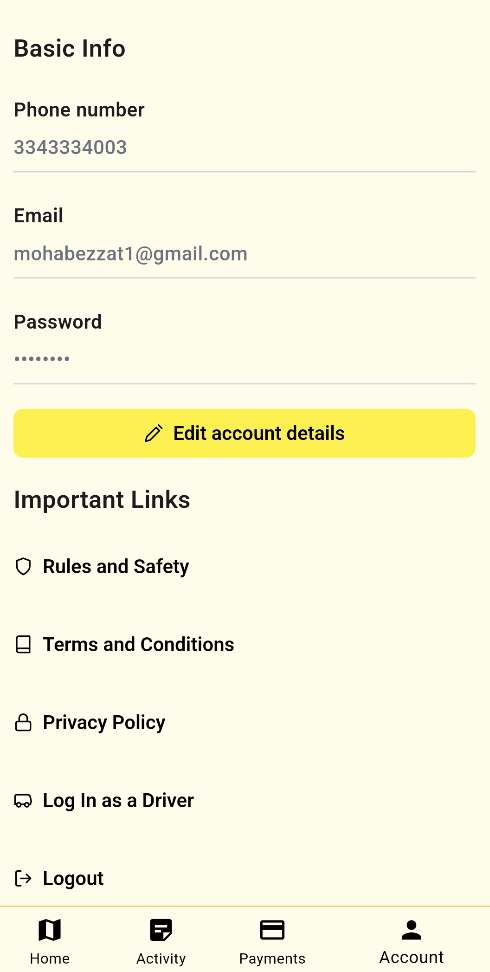 Basic Info
Phone number
3343334003
Email
mohabezzat1@gmail.com
Password
••••••••
Edit account details
Important Links
Rules and Safety
Terms and Conditions
Privacy Policy
Log In as a Driver
Logout
Home Activity Payments Account